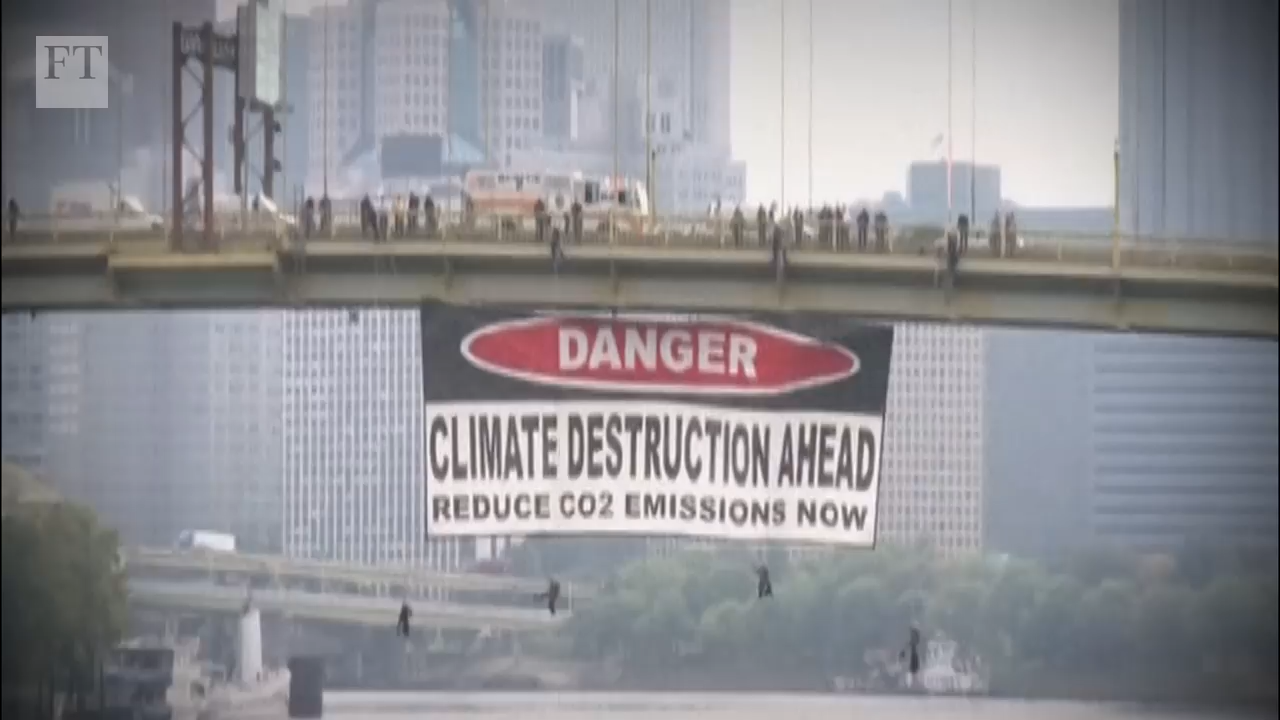 FT
DANGER
CLIMATE DESTRUCTION AHEAD
REDUCE CO2 EMISSIONS NOW